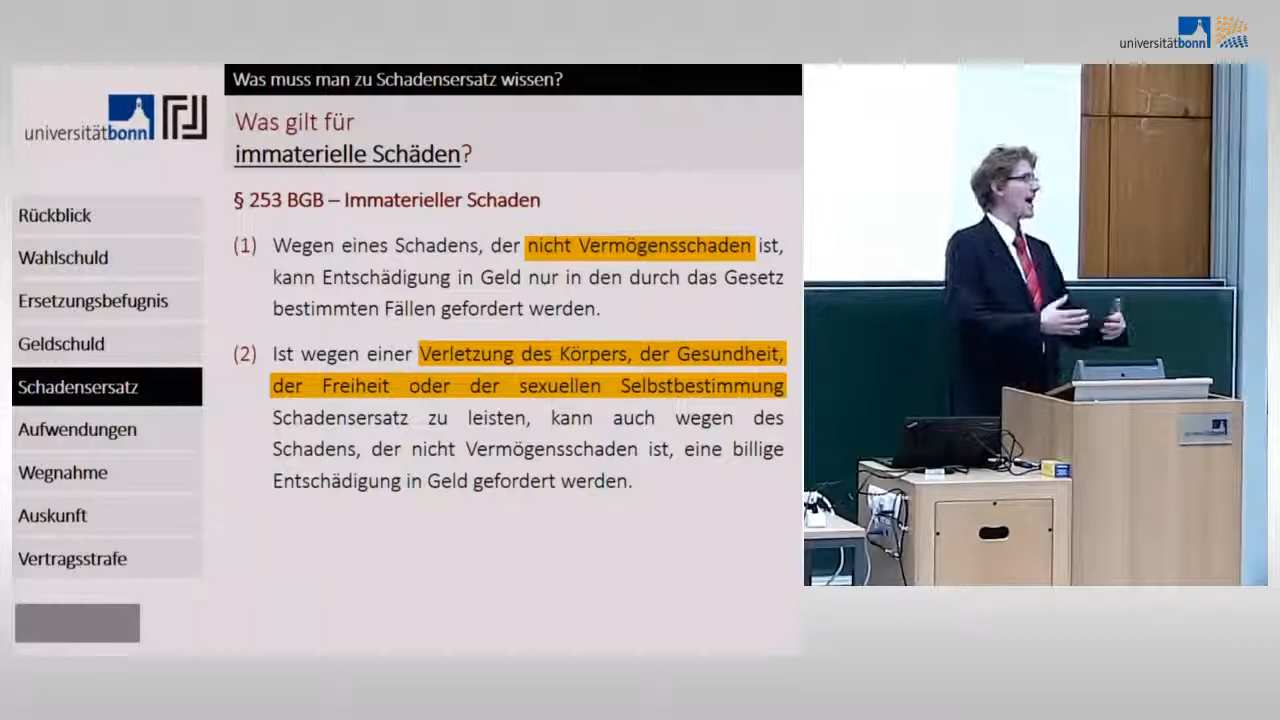 universitätbonn
Was muss man zu Schadensersatz wissen?
universitätbonn
Was gilt für
immaterielle Schäden?
Rückblick
Wahlschuld
Ersetzungsbefugnis
Geldschuld
Schadensersatz
Aufwendungen
Wegnahme
Auskunft
Vertragsstrafe
§ 253 BGB – Immaterieller Schaden
(1) Wegen eines Schadens, der nicht Vermögensschaden ist,
kann Entschädigung in Geld nur in den durch das Gesetz
bestimmten Fällen gefordert werden.
(2) Ist wegen einer Verletzung des Körpers, der Gesundheit,
der Freiheit oder der sexuellen Selbstbestimmung
Schadensersatz zu leisten, kann auch wegen des
Schadens, der nicht Vermögensschaden ist, eine billige
Entschädigung in Geld gefordert werden.